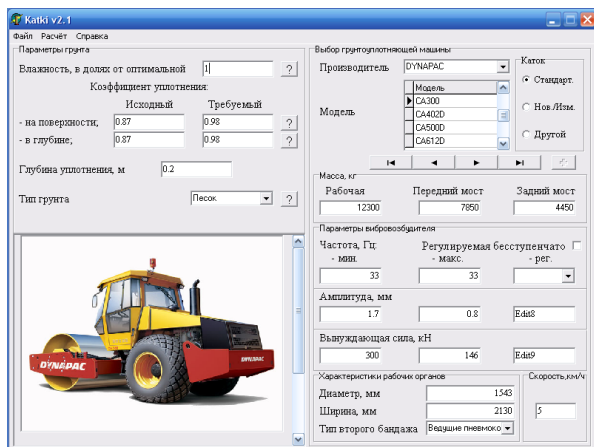 Katki v2.1
Файл Расчёт Справка
Параметры грунта
Влажность, в долях от оптимальной 1 ?
Коэффициент уплотнения:
Исходный Требуемый
- на поверхности; 0.87 0.98 ?
- в глубине; 0.87 0.98 ?
Глубина уплотнения, м 0.2
Тип грунта Песок ?
DYNAPAC DYNAPAC
Выбор грунтоуплотняющей машины
Производитель DYNAPAC
Модель
Модель
CA300
CA402D
CA500D
CA612D
Каток
Стандарт.
Нов./Изм.
Другой
Масса, кг
Рабочая Передний мост Задний мост
12300 7850 4450
Параметры вибровозбудителя
Частота, Гц: Регулируемая бесступенчато
- мин. - макс. - рег.
33 33
Амплитуда, мм
1.7 0.8 Edit8
Вынуждающая сила, кН
300 146 Edit9
Характеристики рабочих органов
Диаметр, мм 1543
Ширина, мм 2130
Тип второго бандажа Ведущие пневмоко
Скорость,км/ч
5